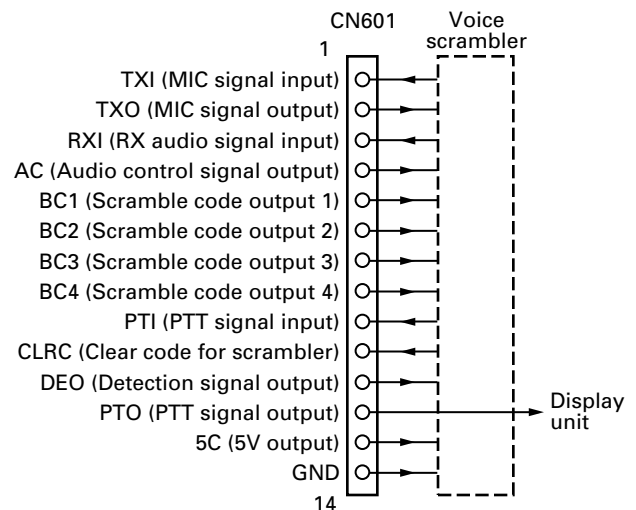 CN601
Voice
scrambler
1
TXI (MIC signal input)
TXO (MIC signal output)
RXI (RX audio signal input)
AC (Audio control signal output)
BC1 (Scramble code output 1)
BC2 (Scramble code output 2)
BC3 (Scramble code output 3)
BC4 (Scramble code output 4)
PTI (PTT signal input)
CLRC (Clear code for scrambler)
DEO (Detection signal output)
PTO (PTT signal output)
Display
unit
5C (5V output)
GND
14